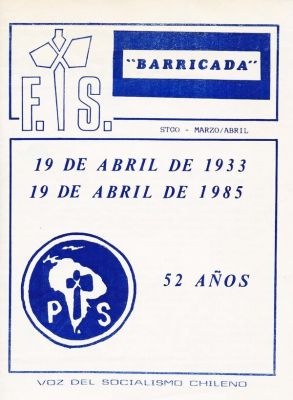 "BARRICADA"
F. S.
STGO - MARZO/ABRIL
19 DE ABRIL DE 1933
19 DE ABRIL DE 1985
52 AÑOS
P S
VOZ DEL SOCIALISMO CHILENO